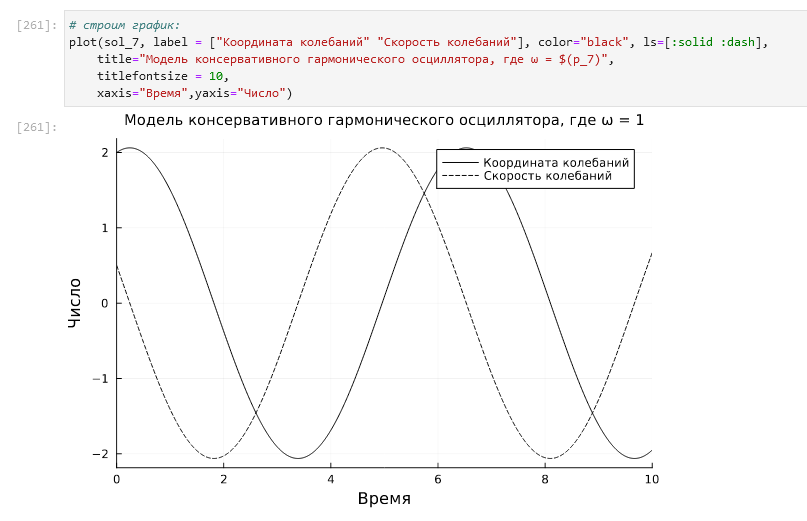 [261]: # строим график:
plot(sol_7, label = ["Координата колебаний" "Скорость колебаний"], color="black", ls=[:solid :dash],
title="Модель консервативного гармонического осциллятора, где ω = $(p_7)",
titlefontsize = 10,
xaxis="Время",yaxis="Число")
[261]:
Модель консервативного гармонического осциллятора, где ω = 1
Координата колебаний
Скорость колебаний
2
1
0
−1
−2
Число
0 2 4 6 8 10
Время